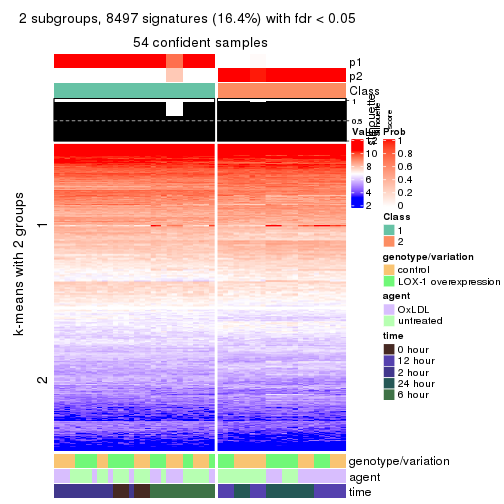 2 subgroups, 8497 signatures (16.4%) with fdr < 0.05
54 confident samples
p1
p2
Class
1
0.5
silhouette
score
k-means with 2 groups
1
2
genotype/variation
agent
time
Value
10
8
6
4
2
Prob
1
0.8
0.6
0.4
0.2
0
Class
1
2
genotype/variation
control
LOX-1 overexpression
agent
OxLDL
untreated
time
0 hour
12 hour
2 hour
24 hour
6 hour